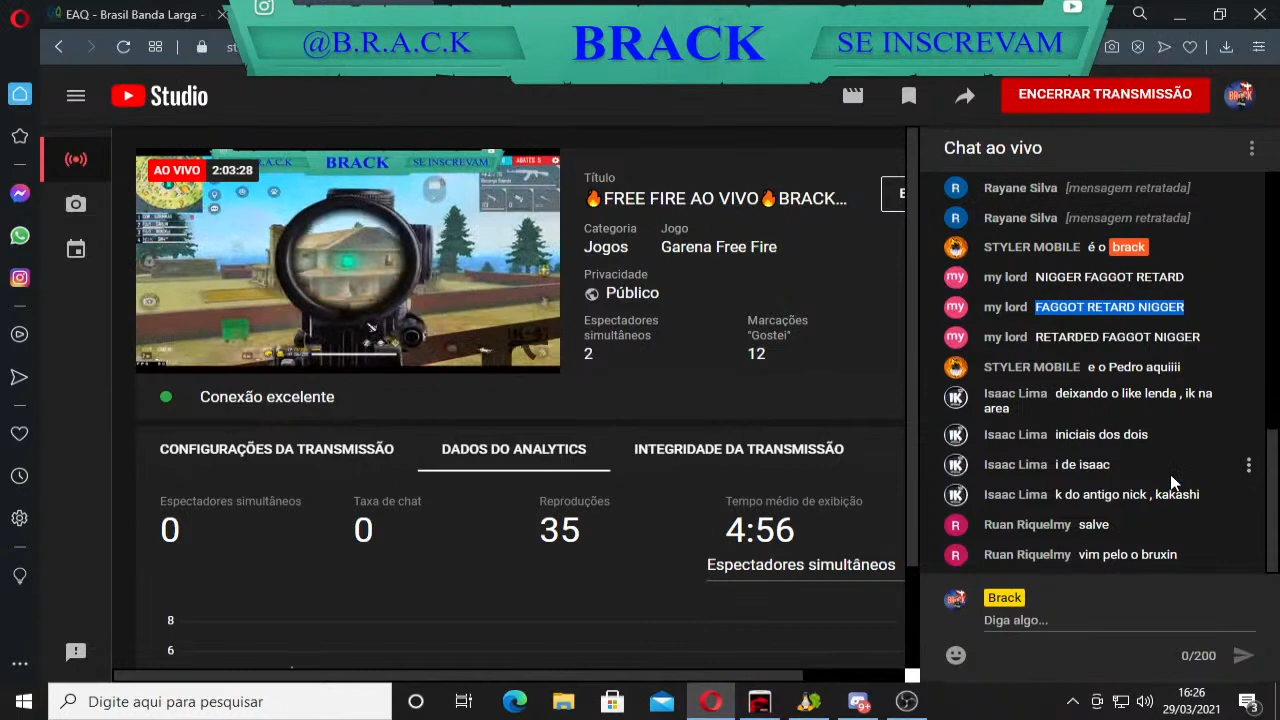 EAQ - Brasil Banda Larga -
@B.R.A.C.K
BRACK
SE INSCREVAM
Studio
ENCERRAR TRANSMISSÃO
AO VIVO 2:03:28
BRACK
SE INSCREVAM
Título
🔥FREE FIRE AO VIVO🔥BRACK...
Categoria
Jogos
Jogo
Garena Free Fire
Privacidade
Público
Espectadores
simultâneos
2
Marcações
"Gostei"
12
Conexão excelente
CONFIGURAÇÕES DA TRANSMISSÃO
DADOS DO ANALYTICS
INTEGRIDADE DA TRANSMISSÃO
Espectadores simultâneos
0
Taxa de chat
0
Reproduções
35
Tempo médio de exibição
4:56
Espectadores simultâneos
8
6
Chat ao vivo
Rayane Silva [mensagem retratada]
Rayane Silva [mensagem retratada]
STYLER MOBILE é o brack
my lord NIGGER FAGGOT RETARD
my lord FAGGOT RETARD NIGGER
my lord RETARDED FAGGOT NIGGER
STYLER MOBILE e o Pedro aquiiii
Isaac Lima deixando o like lenda , ik na
area
Isaac Lima iniciais dos dois
Isaac Lima i de isaac
Isaac Lima k do antigo nick , kakashi
Ruan Riquelmy salve
Ruan Riquelmy vim pelo o bruxin
Brack
Diga algo...
0/200
Digite aqui para pesquisar
16:26
29/03/2021